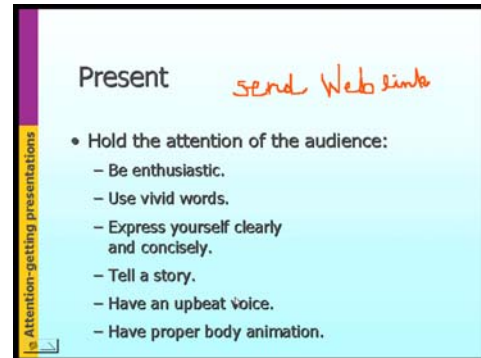 Present
send Web link
• Hold the attention of the audience:
– Be enthusiastic.
– Use vivid words.
– Express yourself clearly
and concisely.
– Tell a story.
– Have an upbeat voice.
– Have proper body animation.
Attention-getting presentations